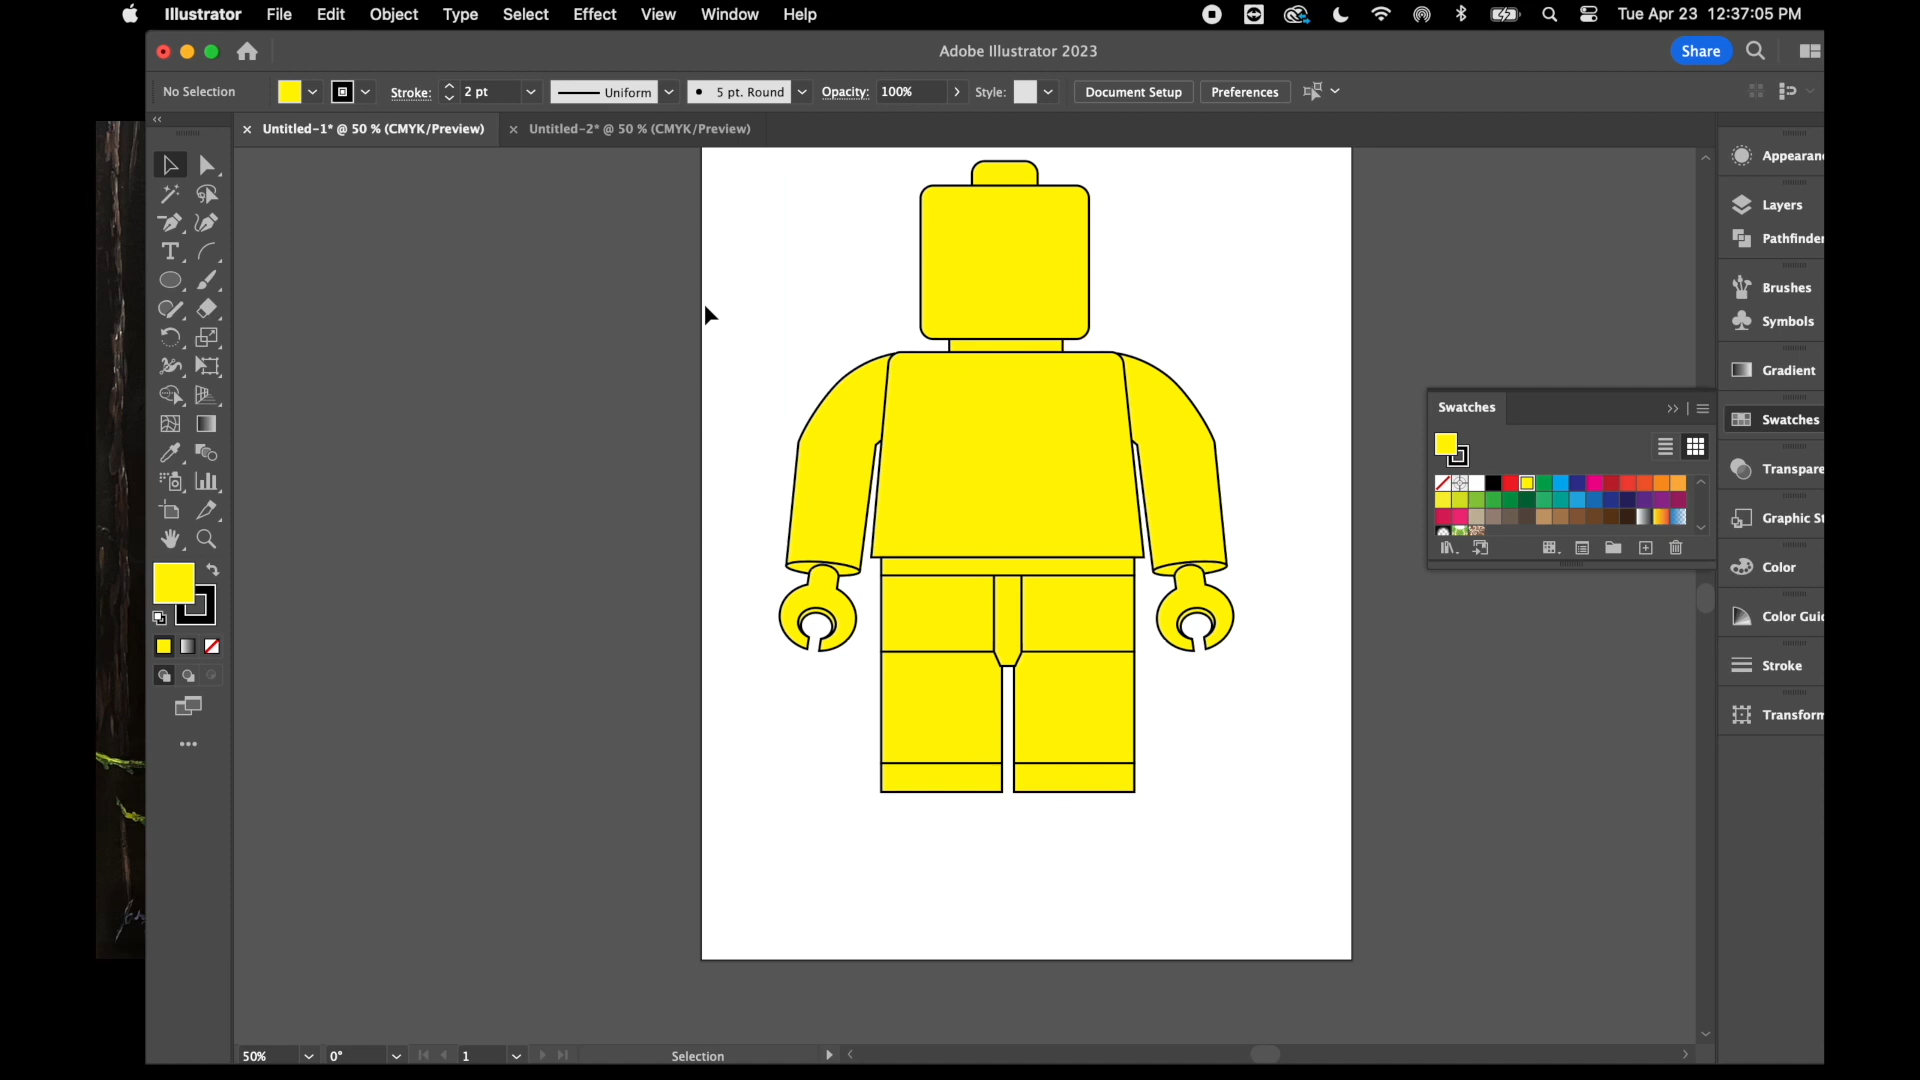 Illustrator File Edit Object Type Select Effect View Window Help Tue Apr 23 12:37:05 PM
Adobe Illustrator 2023 Share
No Selection Stroke: 2 pt Uniform 5 pt. Round Opacity: 100% Style: Document Setup Preferences
Untitled-1* @ 50 % (CMYK/Preview) Untitled-2* @ 50 % (CMYK/Preview)
Appearan
Layers
Pathfinder
Brushes
Symbols
Gradient
Swatches
Swatches
Transpare
Graphic St
Color
Color Guid
Stroke
Transform
50% 0° 1 Selection